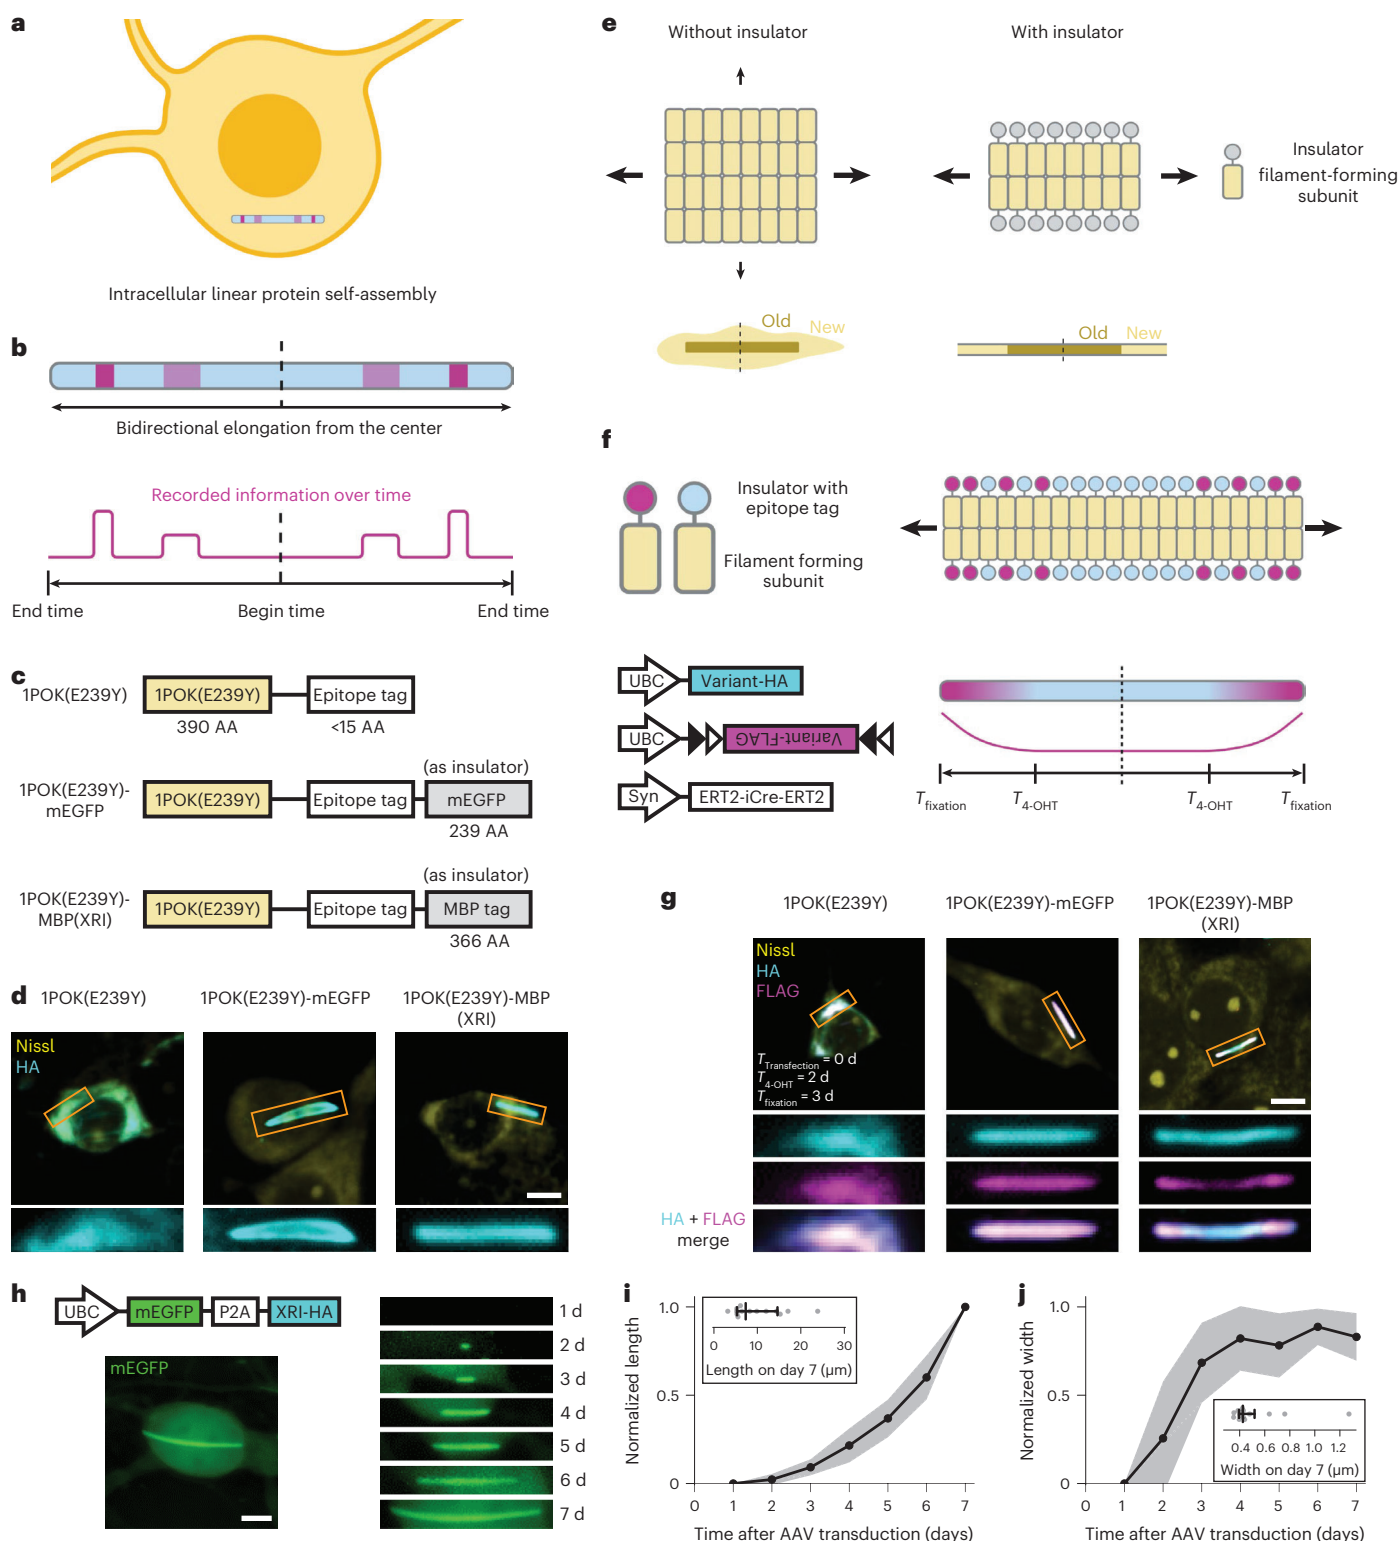 a
Intracellular linear protein self-assembly
b
Bidirectional elongation from the center
Recorded information over time
End time
Begin time
End time
c
1POK(E239Y)
1POK(E239Y)
Epitope tag
390 AA
<15 AA
(as insulator)
1POK(E239Y)-
mEGFP
1POK(E239Y)
Epitope tag
mEGFP
239 AA
(as insulator)
1POK(E239Y)-
MBP(XRI)
1POK(E239Y)
Epitope tag
MBP tag
366 AA
d
1POK(E239Y)
1POK(E239Y)-mEGFP
1POK(E239Y)-MBP
(XRI)
Nissl
HA
e
Without insulator
With insulator
Insulator
filament-forming
subunit
Old
New
Old
New
f
Insulator with
epitope tag
Filament forming
subunit
UBC
Variant-HA
UBC
Variant-FLAG
Syn
ERT2-iCre-ERT2
Tfixation
T4-OHT
T4-OHT
Tfixation
g
1POK(E239Y)
1POK(E239Y)-mEGFP
1POK(E239Y)-MBP
(XRI)
Nissl
HA
FLAG
TTransfection = 0 d
T4-OHT = 2 d
Tfixation = 3 d
HA + FLAG
merge
h
UBC
mEGFP
P2A
XRI-HA
mEGFP
1 d
2 d
3 d
4 d
5 d
6 d
7 d
i
Normalized length
1.0
0.5
0
0 10 20 30
Length on day 7 (µm)
0 1 2 3 4 5 6 7
Time after AAV transduction (days)
j
Normalized width
1.0
0.5
0
0.4 0.6 0.8 1.0 1.2
Width on day 7 (µm)
0 1 2 3 4 5 6 7
Time after AAV transduction (days)